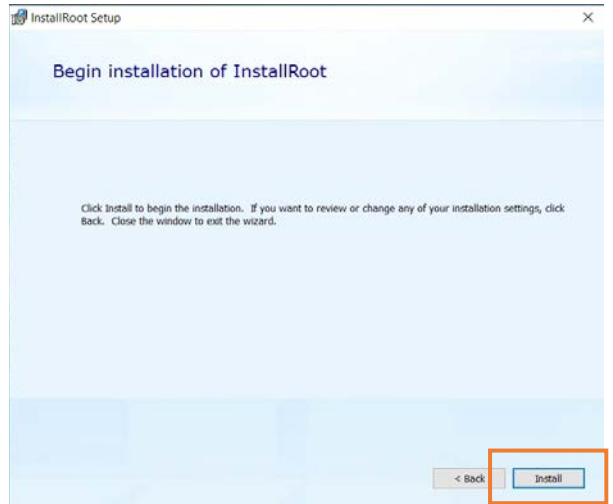 InstallRoot Setup
Begin installation of InstallRoot
Click Install to begin the installation. If you want to review or change any of your installation settings, click
Back. Close the window to exit the wizard.
< Back
Install